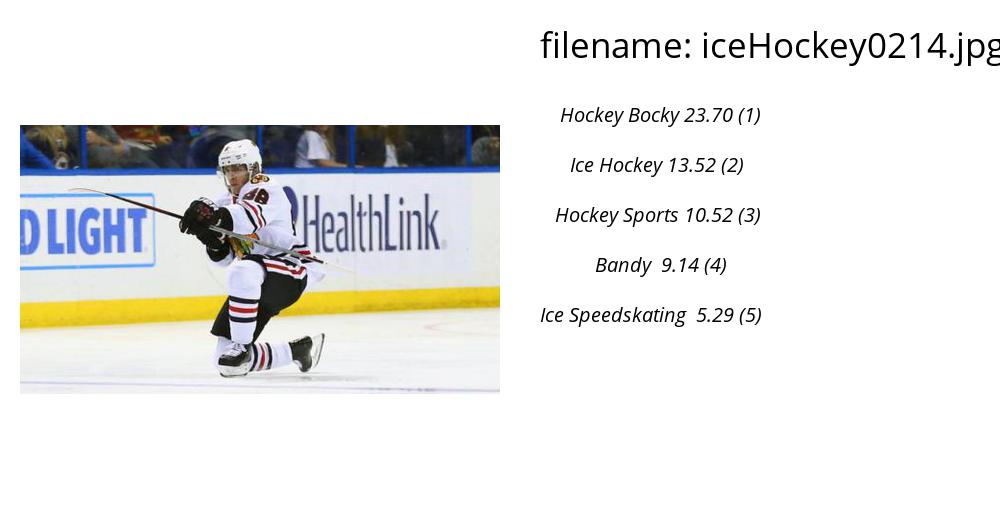 filename: iceHockey0214.jpg
Hockey Bocky 23.70 (1)
Ice Hockey 13.52 (2)
Hockey Sports 10.52 (3)
Bandy 9.14 (4)
Ice Speedskating 5.29 (5)
D LIGHT
HealthLink